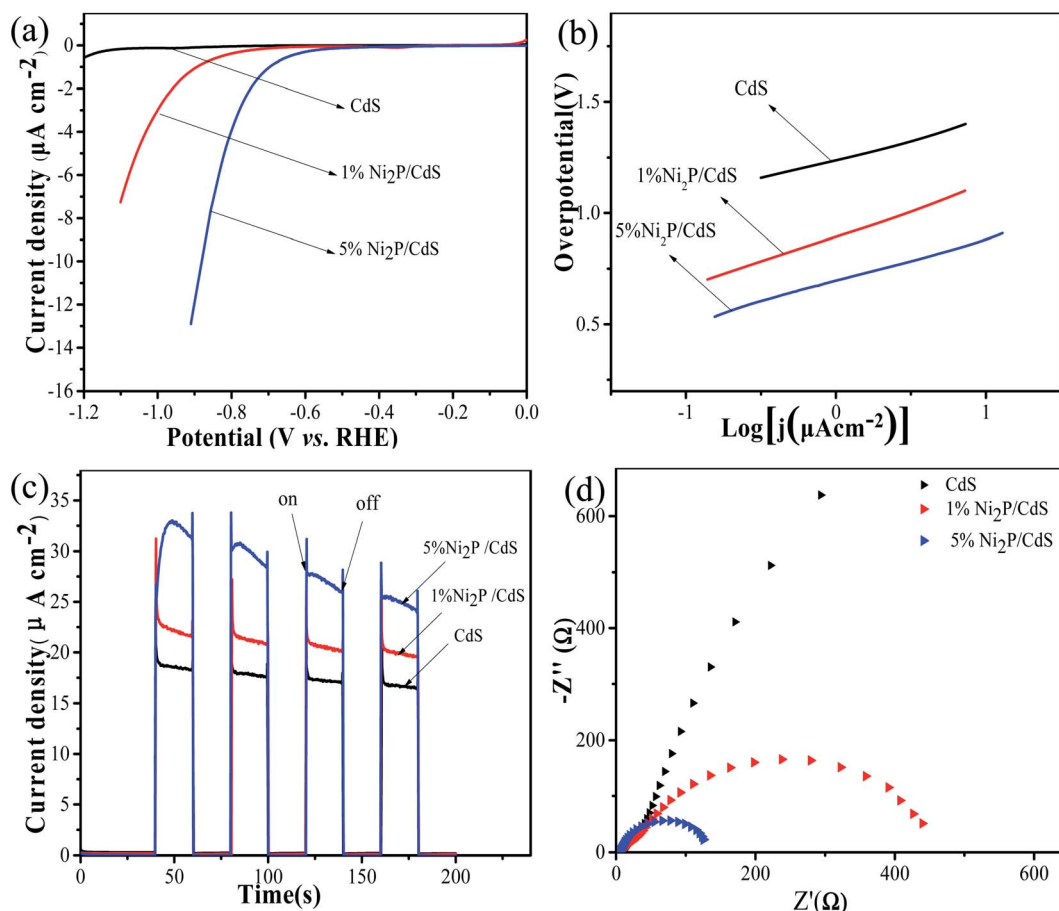 (a)
0
-2
-4
-6
-8
-10
-12
-14
-16
Current density (μA cm-2)
CdS
1% Ni2P/CdS
5% Ni2P/CdS
-1.2 -1.0 -0.8 -0.6 -0.4 -0.2 0.0
Potential (V vs. RHE)
(b)
1.5
1.0
0.5
Overpotential(V)
CdS
1%Ni2P/CdS
5%Ni2P/CdS
-1 0 1
Log[j(μAcm-2)]
(c)
35
30
25
20
15
10
5
0
Current density(μ A cm-2)
on off
5%Ni2P /CdS
1%Ni2P /CdS
CdS
0 50 100 150 200
Time(s)
(d)
600
400
200
0
-Z''(Ω)
CdS
1% Ni2P/CdS
5% Ni2P/CdS
0 200 400 600
Z'(Ω)